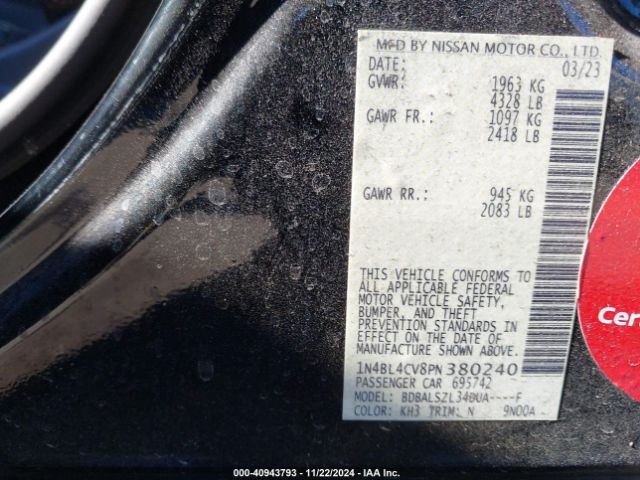 MFD BY NISSAN MOTOR CO., LTD.
DATE: 03/23
GVWR: 1963 KG
4328 LB
GAWR FR.: 1097 KG
2418 LB
GAWR RR.: 945 KG
2083 LB
THIS VEHICLE CONFORMS TO
ALL APPLICABLE FEDERAL
MOTOR VEHICLE SAFETY,
BUMPER, AND THEFT
PREVENTION STANDARDS IN
EFFECT ON THE DATE OF
MANUFACTURE SHOWN ABOVE.
1N4BL4CV8PN380240
PASSENGER CAR 695742
MODEL: BDBALSZL34DUA----F
COLOR: KH3 TRIM: N 9N00A
Cer
000-40943793 - 11/22/2024 - IAA Inc.